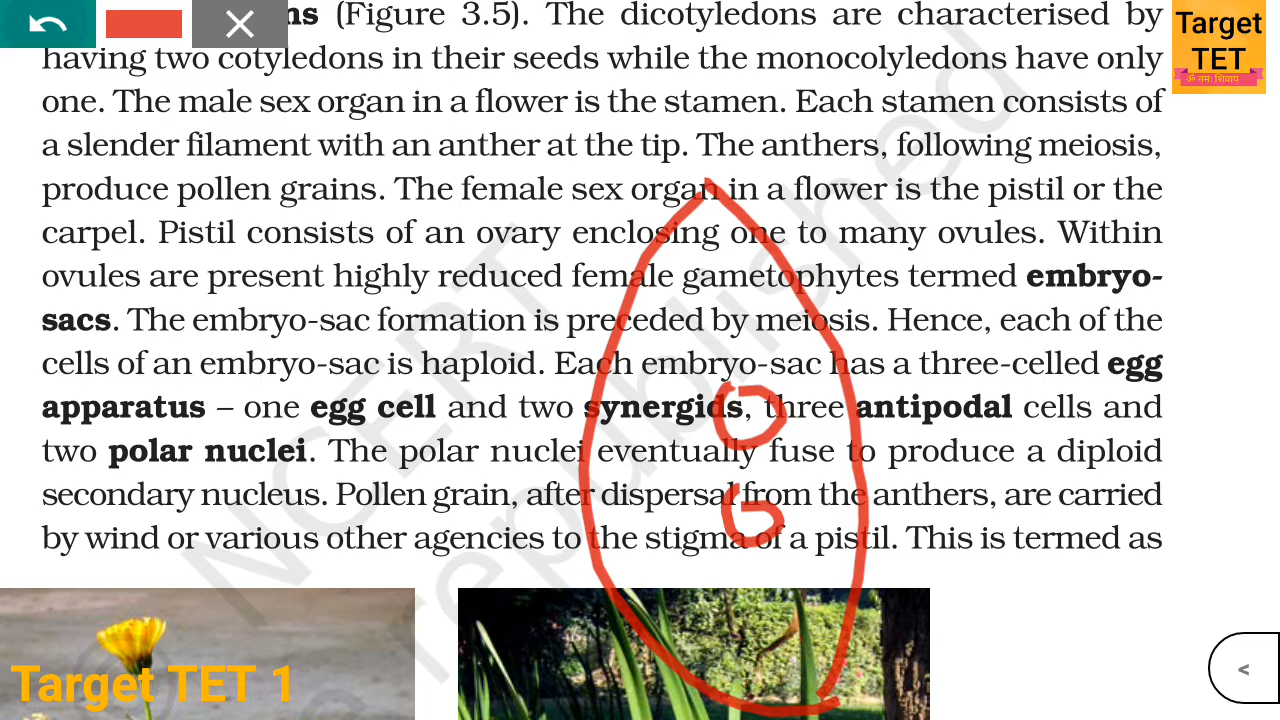 ns (Figure 3.5). The dicotyledons are characterised by
having two cotyledons in their seeds while the monocolyledons have only
one. The male sex organ in a flower is the stamen. Each stamen consists of
a slender filament with an anther at the tip. The anthers, following meiosis,
produce pollen grains. The female sex organ in a flower is the pistil or the
carpel. Pistil consists of an ovary enclosing one to many ovules. Within
ovules are present highly reduced female gametophytes termed embryo-
sacs. The embryo-sac formation is preceded by meiosis. Hence, each of the
cells of an embryo-sac is haploid. Each embryo-sac has a three-celled egg
apparatus – one egg cell and two synergids, three antipodal cells and
two polar nuclei. The polar nuclei eventually fuse to produce a diploid
secondary nucleus. Pollen grain, after dispersal from the anthers, are carried
by wind or various other agencies to the stigma of a pistil. This is termed as
Target
TET
ॐ नमः शिवाय
NCERT
republished
Target TET 1
<